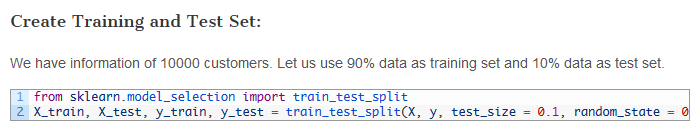 Create Training and Test Set:
We have information of 10000 customers. Let us use 90% data as training set and 10% data as test set.
1 from sklearn.model_selection import train_test_split
2 X_train, X_test, y_train, y_test = train_test_split(X, y, test_size = 0.1, random_state = 0